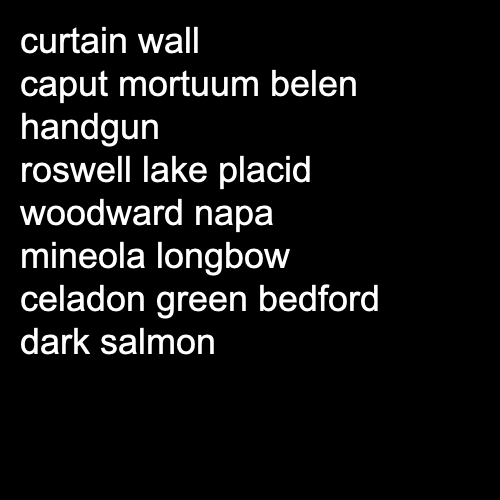 curtain wall
caput mortuum belen
handgun
roswell lake placid
woodward napa
mineola longbow
celadon green bedford
dark salmon